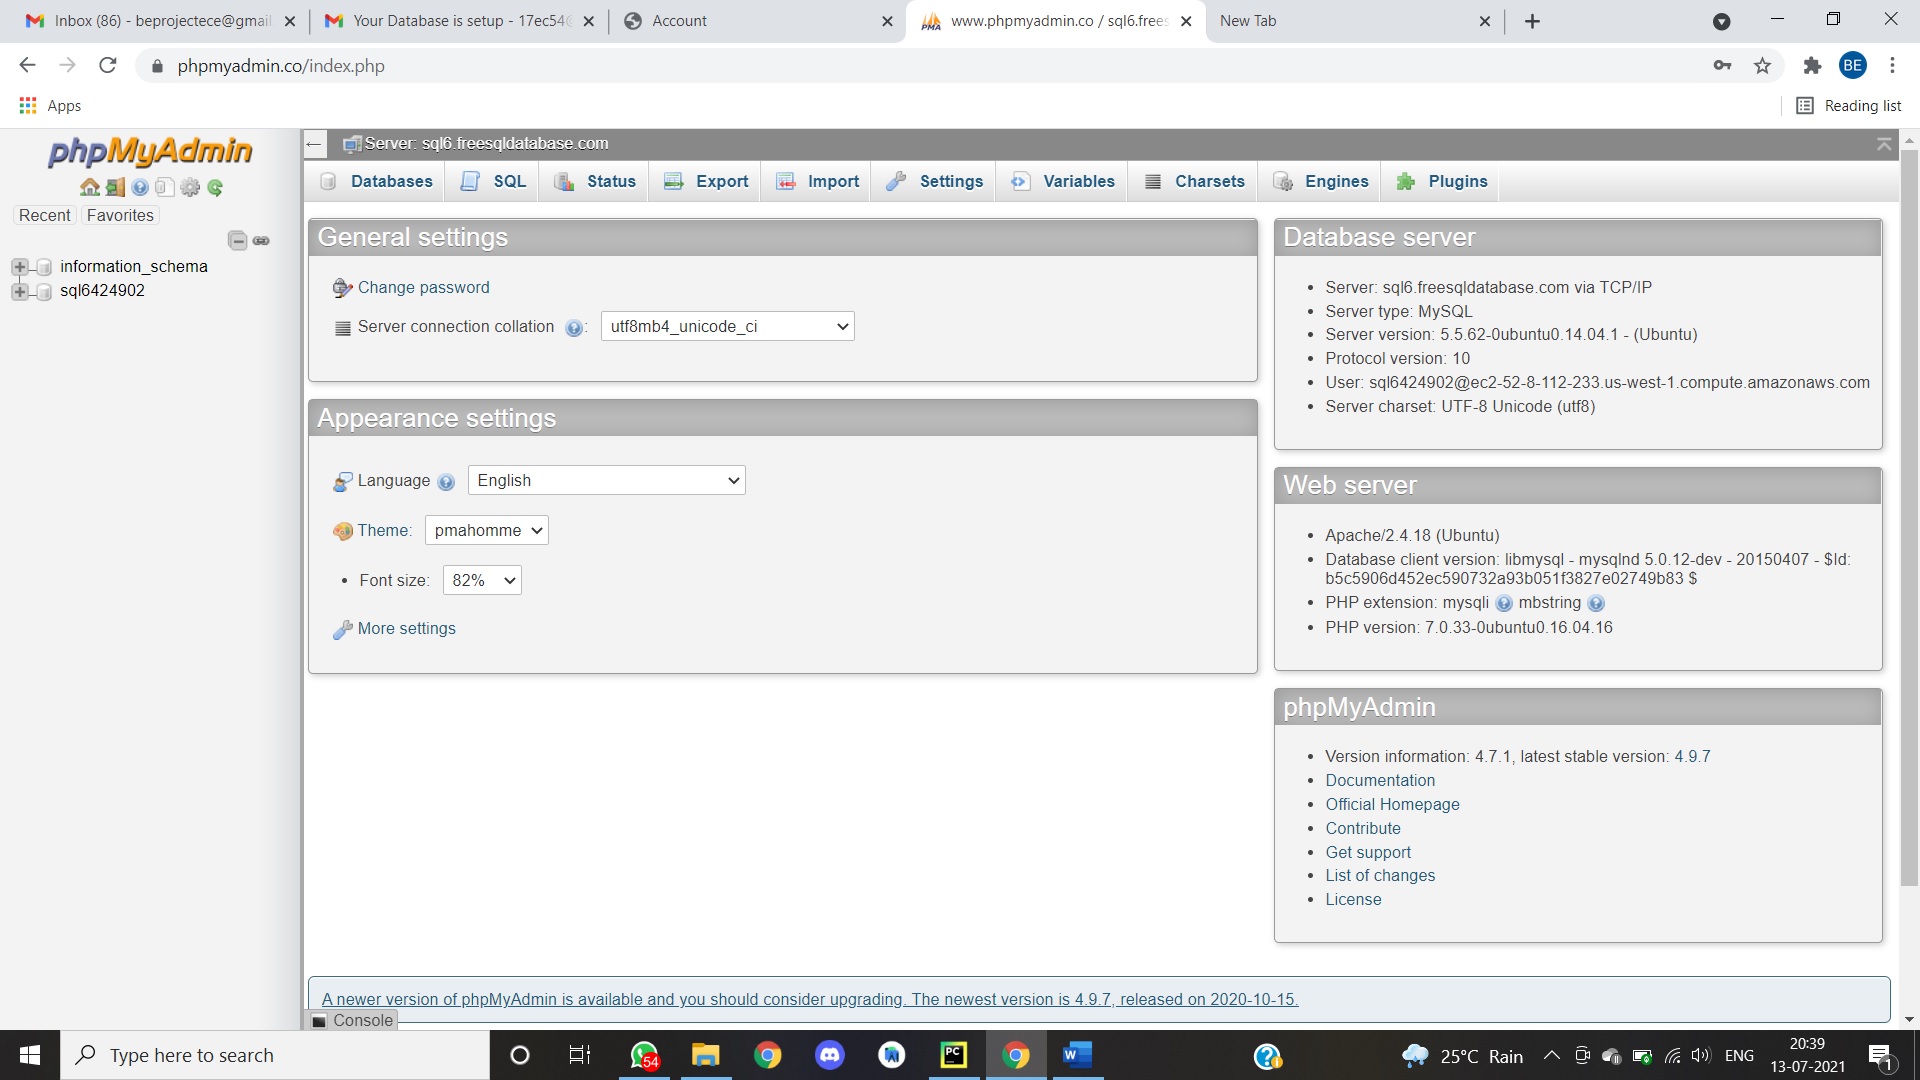 Inbox (86) - beprojectece@gmail
Your Database is setup - 17ec54
Account
www.phpmyadmin.co / sql6.frees
New Tab
phpmyadmin.co/index.php
BE
Apps
Reading list
phpMyAdmin
Recent
Favorites
information_schema
sql6424902
Server: sql6.freesqldatabase.com
Databases
SQL
Status
Export
Import
Settings
Variables
Charsets
Engines
Plugins
General settings
Change password
Server connection collation :
utf8mb4_unicode_ci
Appearance settings
Language
English
Theme:
pmahomme
• Font size:
82%
More settings
Database server
• Server: sql6.freesqldatabase.com via TCP/IP
• Server type: MySQL
• Server version: 5.5.62-0ubuntu0.14.04.1 - (Ubuntu)
• Protocol version: 10
• User: sql6424902@ec2-52-8-112-233.us-west-1.compute.amazonaws.com
• Server charset: UTF-8 Unicode (utf8)
Web server
• Apache/2.4.18 (Ubuntu)
• Database client version: libmysql - mysqlnd 5.0.12-dev - 20150407 - $Id:
b5c5906d452ec590732a93b051f3827e02749b83 $
• PHP extension: mysqli mbstring
• PHP version: 7.0.33-0ubuntu0.16.04.16
phpMyAdmin
• Version information: 4.7.1, latest stable version: 4.9.7
• Documentation
• Official Homepage
• Contribute
• Get support
• List of changes
• License
A newer version of phpMyAdmin is available and you should consider upgrading. The newest version is 4.9.7, released on 2020-10-15.
Console
Type here to search
54
PC
W
25°C Rain
ENG
20:39
13-07-2021
1